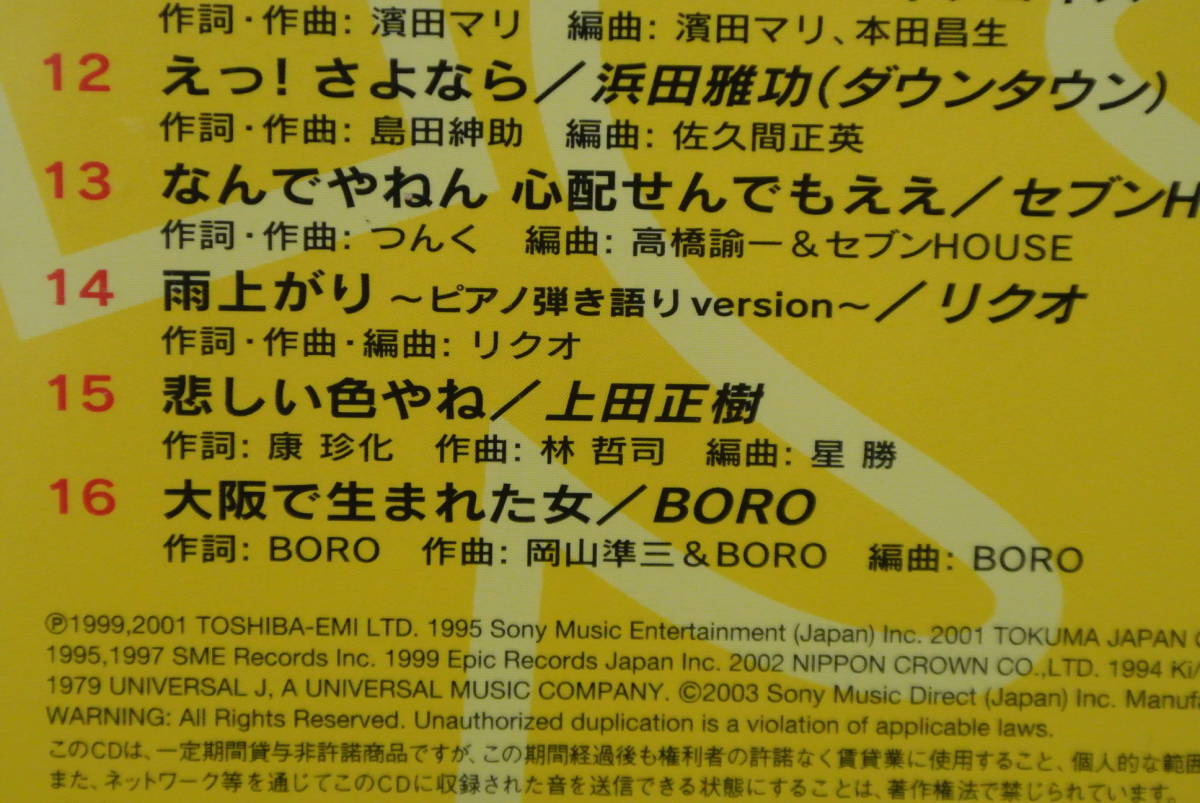 作詞・作曲: 濱田マリ 編曲: 濱田マリ、本田昌生
12 えっ! さよなら／浜田雅功(ダウンタウン)
作詞・作曲: 島田紳助 編曲: 佐久間正英
13 なんでやねん 心配せんでもええ／セブンH
作詞・作曲: つんく 編曲: 高橋諭一＆セブンHOUSE
14 雨上がり ～ピアノ弾き語りversion～／リクオ
作詞・作曲・編曲: リクオ
15 悲しい色やね／上田正樹
作詞: 康 珍化 作曲: 林 哲司 編曲: 星 勝
16 大阪で生まれた女／BORO
作詞: BORO 作曲: 岡山準三＆BORO 編曲: BORO
℗1999,2001 TOSHIBA-EMI LTD. 1995 Sony Music Entertainment (Japan) Inc. 2001 TOKUMA JAPAN
1995,1997 SME Records Inc. 1999 Epic Records Japan Inc. 2002 NIPPON CROWN CO.,LTD. 1994 Ki/
1979 UNIVERSAL J, A UNIVERSAL MUSIC COMPANY. ©2003 Sony Music Direct (Japan) Inc. Manufa
WARNING: All Rights Reserved. Unauthorized duplication is a violation of applicable laws.
このCDは、一定期間貸与非許諾商品ですが、この期間経過後も権利者の許諾なく賃貸業に使用すること、個人的な範囲
また、ネットワーク等を通じてこのCDに収録された音を送信できる状態にすることは、著作権法で禁じられています。